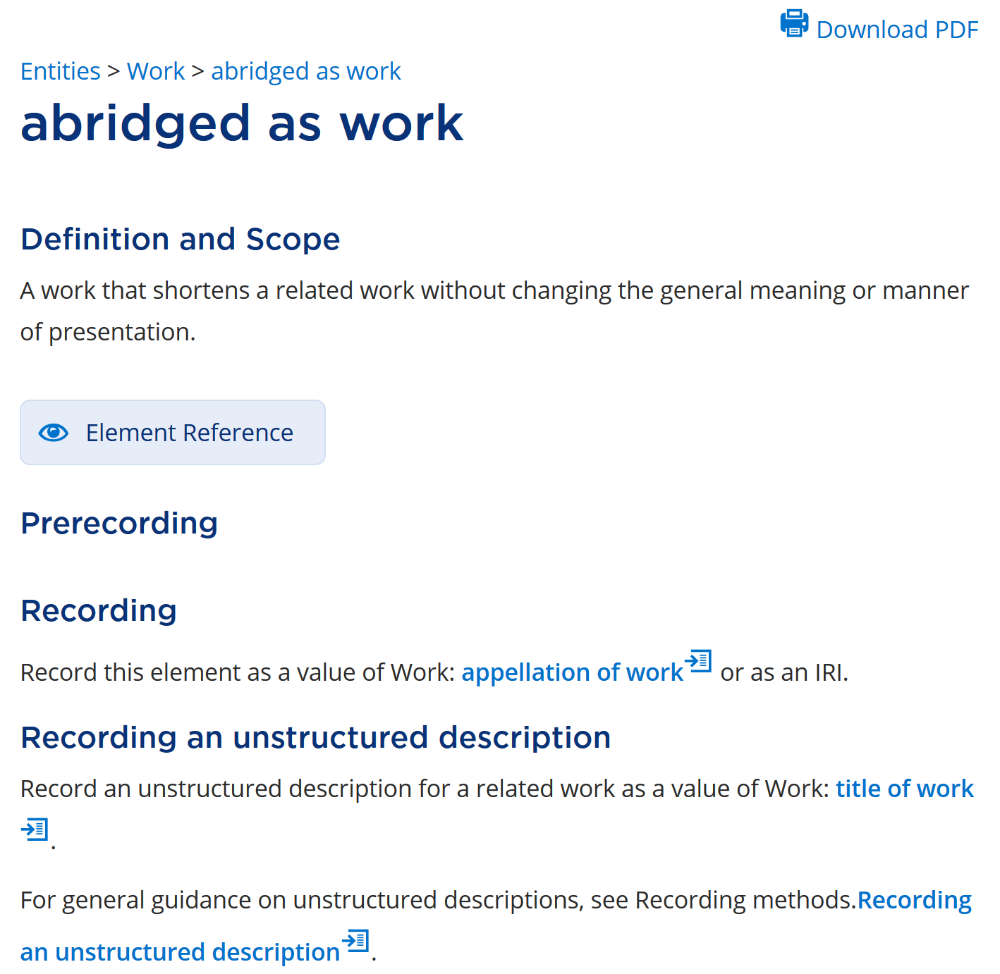 Download PDF
Entities > Work > abridged as work
abridged as work
Definition and Scope
A work that shortens a related work without changing the general meaning or manner
of presentation.
Element Reference
Prerecording
Recording
Record this element as a value of Work: appellation of work or as an IRI.
Recording an unstructured description
Record an unstructured description for a related work as a value of Work: title of work
.
For general guidance on unstructured descriptions, see Recording methods.Recording
an unstructured description.